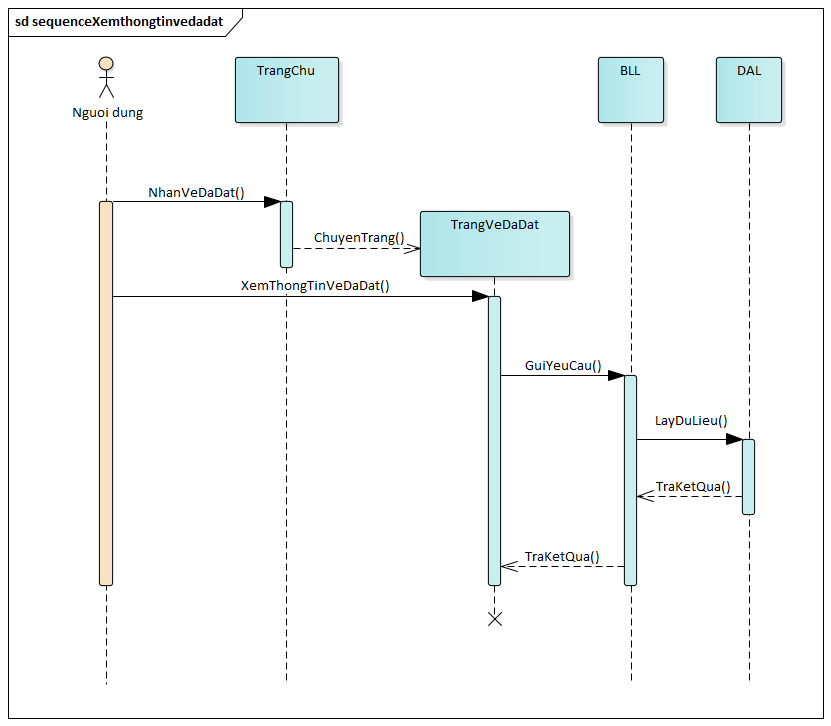 sd sequenceXemthongtinvedadat
Nguoi dung
TrangChu
BLL
DAL
NhanVeDaDat()
TrangVeDaDat
ChuyenTrang()
XemThongTinVeDaDat()
GuiYeuCau()
LayDuLieu()
TraKetQua()
TraKetQua()